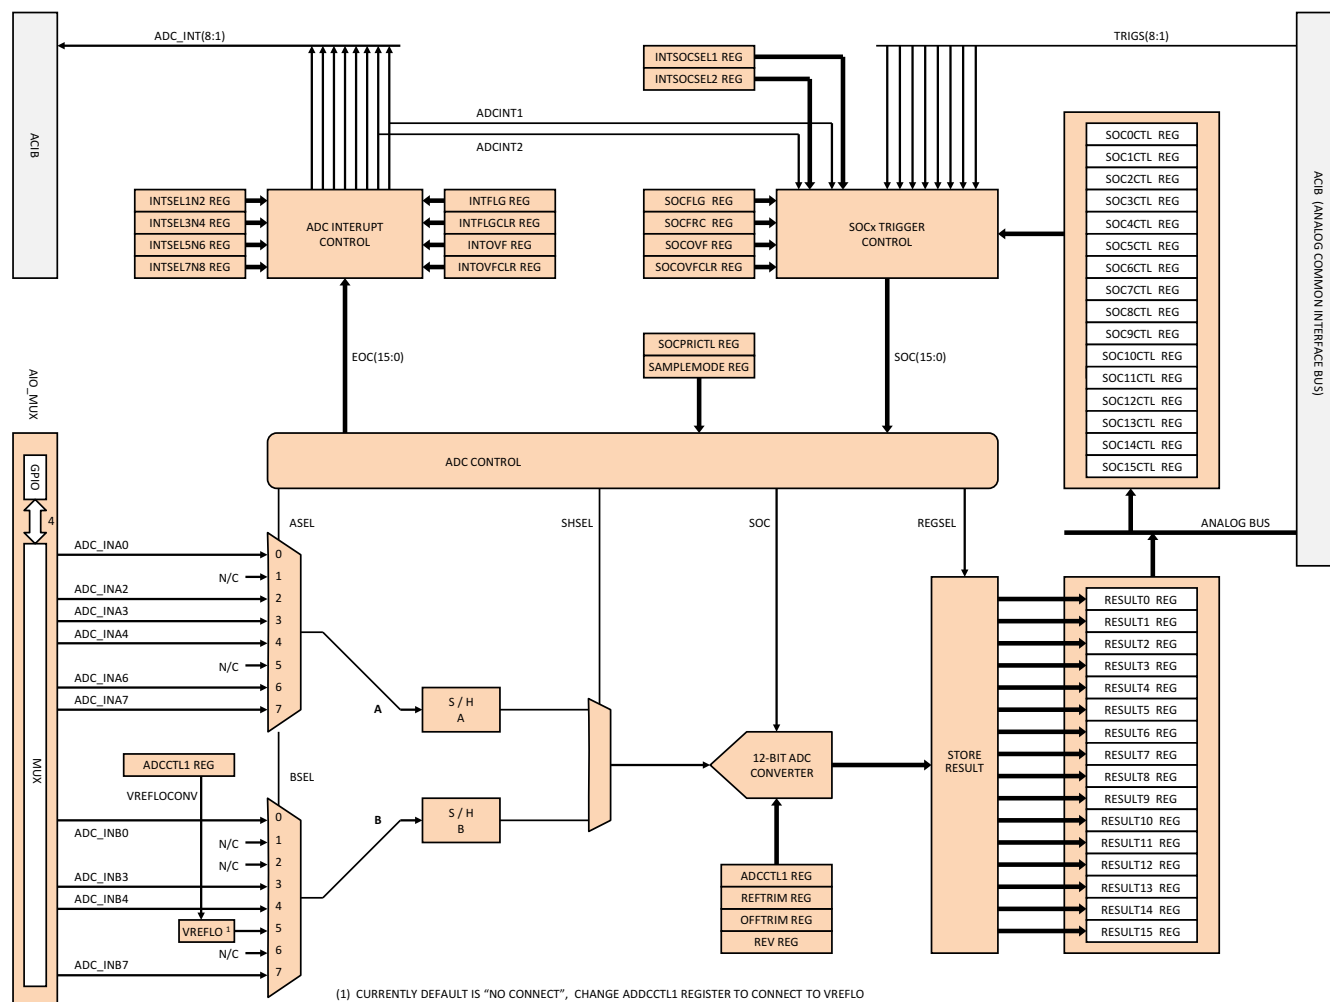 ADC_INT(8:1)
TRIGS(8:1)
INTSOCSEL1 REG
INTSOCSEL2 REG
ACIB
ADCINT1
ADCINT2
ACIB (ANALOG COMMON INTERFACE BUS)
SOC0CTL REG
SOC1CTL REG
SOC2CTL REG
SOC3CTL REG
SOC4CTL REG
SOC5CTL REG
SOC6CTL REG
SOC7CTL REG
SOC8CTL REG
SOC9CTL REG
SOC10CTL REG
SOC11CTL REG
SOC12CTL REG
SOC13CTL REG
SOC14CTL REG
SOC15CTL REG
INTSEL1N2 REG
INTSEL3N4 REG
INTSEL5N6 REG
INTSEL7N8 REG
ADC INTERUPT
CONTROL
INTFLG REG
INTFLGCLR REG
INTOVF REG
INTOVFCLR REG
SOCFLG REG
SOCFRC REG
SOCOVF REG
SOCOVFCLR REG
SOCx TRIGGER
CONTROL
EOC(15:0)
SOCPRICTL REG
SAMPLEMODE REG
SOC(15:0)
AIO_MUX
GPIO
4
MUX
ADC CONTROL
ASEL
SHSEL
SOC
REGSEL
ANALOG BUS
ADC_INA0
N/C
ADC_INA2
ADC_INA3
ADC_INA4
N/C
ADC_INA6
ADC_INA7
0
1
2
3
4
5
6
7
A
S / H
A
ADCCTL1 REG
VREFLOCONV
BSEL
ADC_INB0
N/C
N/C
ADC_INB3
ADC_INB4
VREFLO 1
N/C
ADC_INB7
0
1
2
3
4
5
6
7
B
S / H
B
12-BIT ADC
CONVERTER
ADCCTL1 REG
REFTRIM REG
OFFTRIM REG
REV REG
STORE
RESULT
RESULT0 REG
RESULT1 REG
RESULT2 REG
RESULT3 REG
RESULT4 REG
RESULT5 REG
RESULT6 REG
RESULT7 REG
RESULT8 REG
RESULT9 REG
RESULT10 REG
RESULT11 REG
RESULT12 REG
RESULT13 REG
RESULT14 REG
RESULT15 REG
(1) CURRENTLY DEFAULT IS “NO CONNECT”, CHANGE ADDCCTL1 REGISTER TO CONNECT TO VREFLO